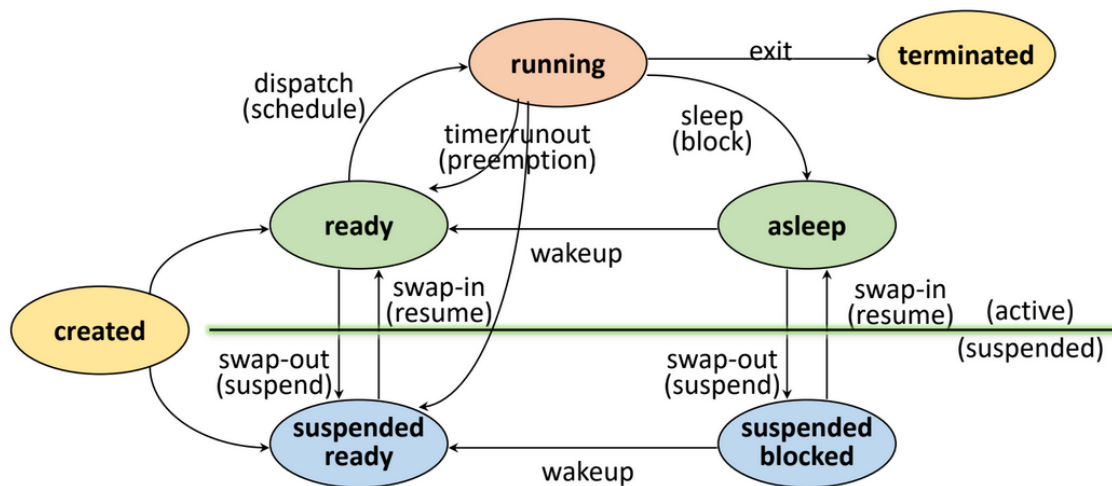 running
exit
terminated
dispatch
(schedule)
timerrunout
(preemption)
sleep
(block)
ready
asleep
wakeup
created
swap-in
(resume)
swap-in
(resume)
(active)
(suspended)
swap-out
(suspend)
swap-out
(suspend)
suspended
ready
suspended
blocked
wakeup